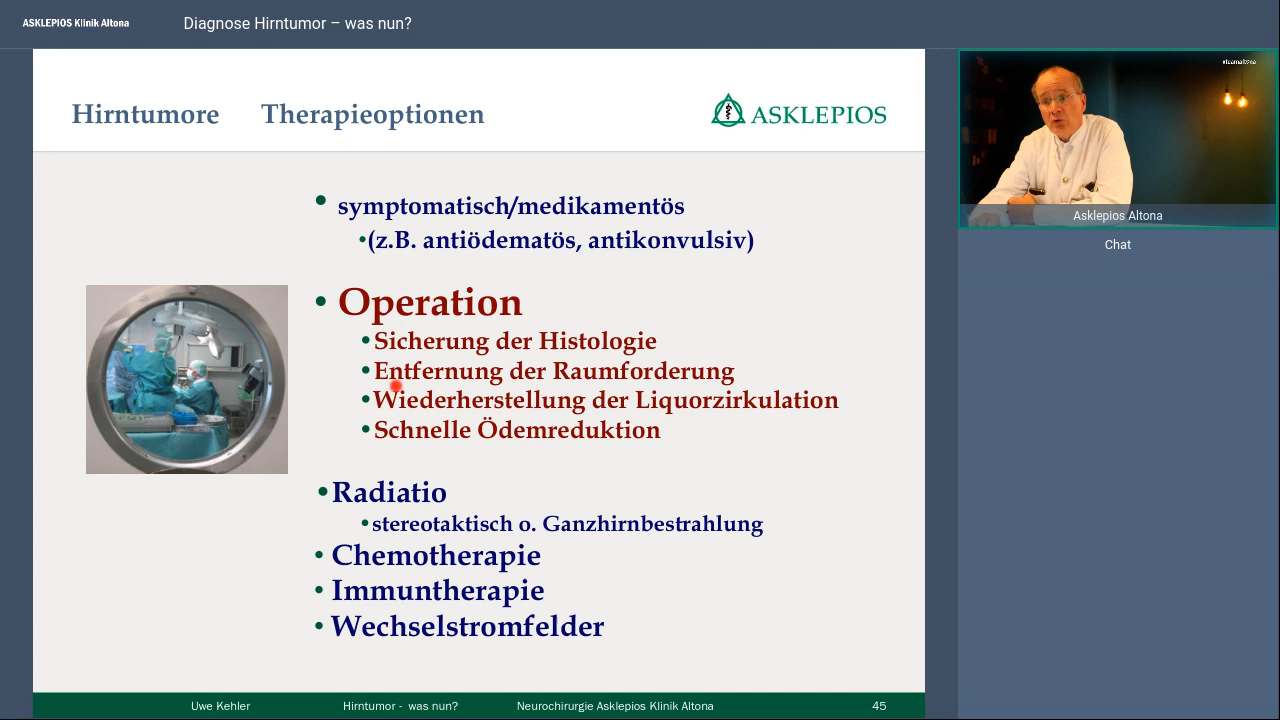 ASKLEPIOS Klinik Altona
Diagnose Hirntumor – was nun?
#teamaltona
Hirntumore Therapieoptionen
ASKLEPIOS
• symptomatisch/medikamentös
•(z.B. antiödematös, antikonvulsiv)
• Operation
•Sicherung der Histologie
•Entfernung der Raumforderung
•Wiederherstellung der Liquorzirkulation
•Schnelle Ödemreduktion
•Radiatio
•stereotaktisch o. Ganzhirnbestrahlung
• Chemotherapie
• Immuntherapie
• Wechselstromfelder
Asklepios Altona
Chat
Uwe Kehler Hirntumor - was nun? Neurochirurgie Asklepios Klinik Altona 45